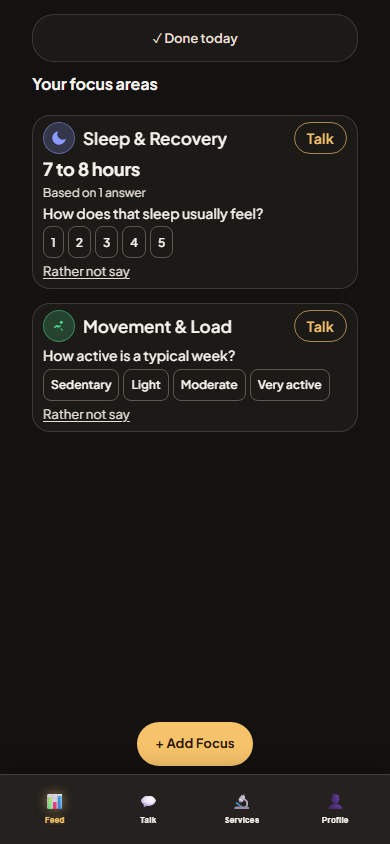 ✓ Done today
Your focus areas
Sleep & Recovery
Talk
7 to 8 hours
Based on 1 answer
How does that sleep usually feel?
1 2 3 4 5
Rather not say
Movement & Load
Talk
How active is a typical week?
Sedentary Light Moderate Very active
Rather not say
+ Add Focus
Feed Talk Services Profile